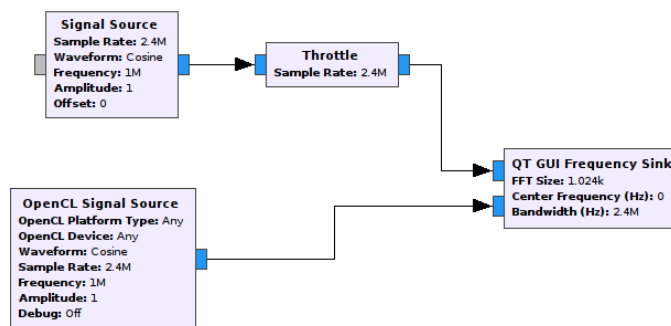 Signal Source
Sample Rate: 2.4M
Waveform: Cosine
Frequency: 1M
Amplitude: 1
Offset: 0
Throttle
Sample Rate: 2.4M
QT GUI Frequency Sink
FFT Size: 1.024k
Center Frequency (Hz): 0
Bandwidth (Hz): 2.4M
OpenCL Signal Source
OpenCL Platform Type: Any
OpenCL Device: Any
Waveform: Cosine
Sample Rate: 2.4M
Frequency: 1M
Amplitude: 1
Debug: Off